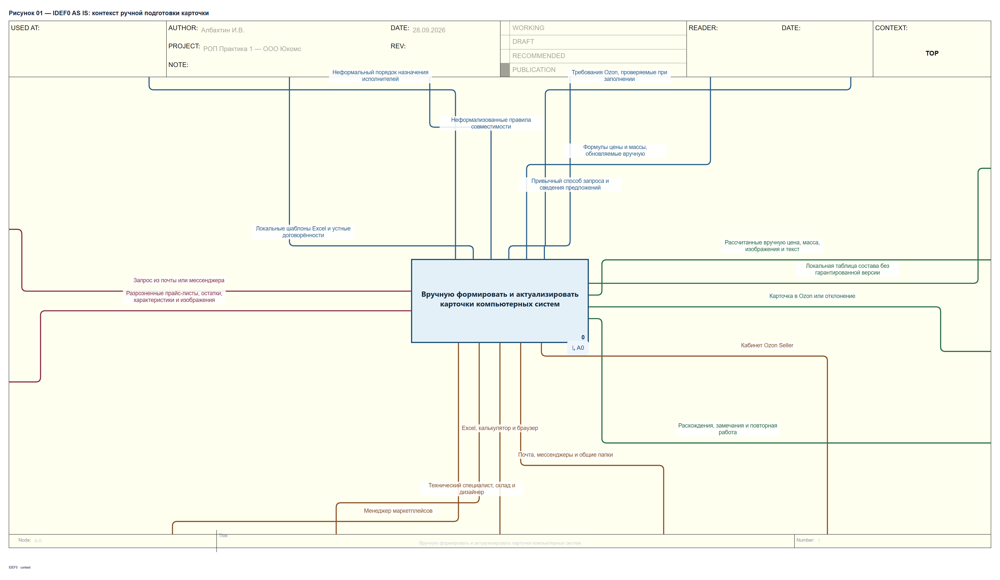 Рисунок 01 — IDEF0 AS IS: контекст ручной подготовки карточки
USED AT:
AUTHOR: Албахтин И.В.
DATE: 28.09.2026
PROJECT: РОП Практика 1 — ООО Юкомс
REV:
NOTE:
WORKING
DRAFT
RECOMMENDED
PUBLICATION
READER:
DATE:
CONTEXT:
TOP
Неформальный порядок назначения
исполнителей
Требования Ozon, проверяемые при
заполнении
Неформализованные правила
совместимости
Формулы цены и массы,
обновляемые вручную
Привычный способ запроса и
сведения предложений
Локальные шаблоны Excel и устные
договорённости
Рассчитанные вручную цена, масса,
изображения и текст
Локальная таблица состава без
гарантированной версии
Запрос из почты или мессенджера
Разрозненные прайс-листы, остатки,
характеристики и изображения
Вручную формировать и актуализировать
карточки компьютерных систем
0
A0
Карточка в Ozon или отклонение
Кабинет Ozon Seller
Расхождения, замечания и повторная
работа
Excel, калькулятор и браузер
Почта, мессенджеры и общие папки
Технический специалист, склад и
дизайнер
Менеджер маркетплейсов
Node: A-0
Title:
Вручную формировать и актуализировать карточки компьютерных систем
Number: 1
IDEF0 · context